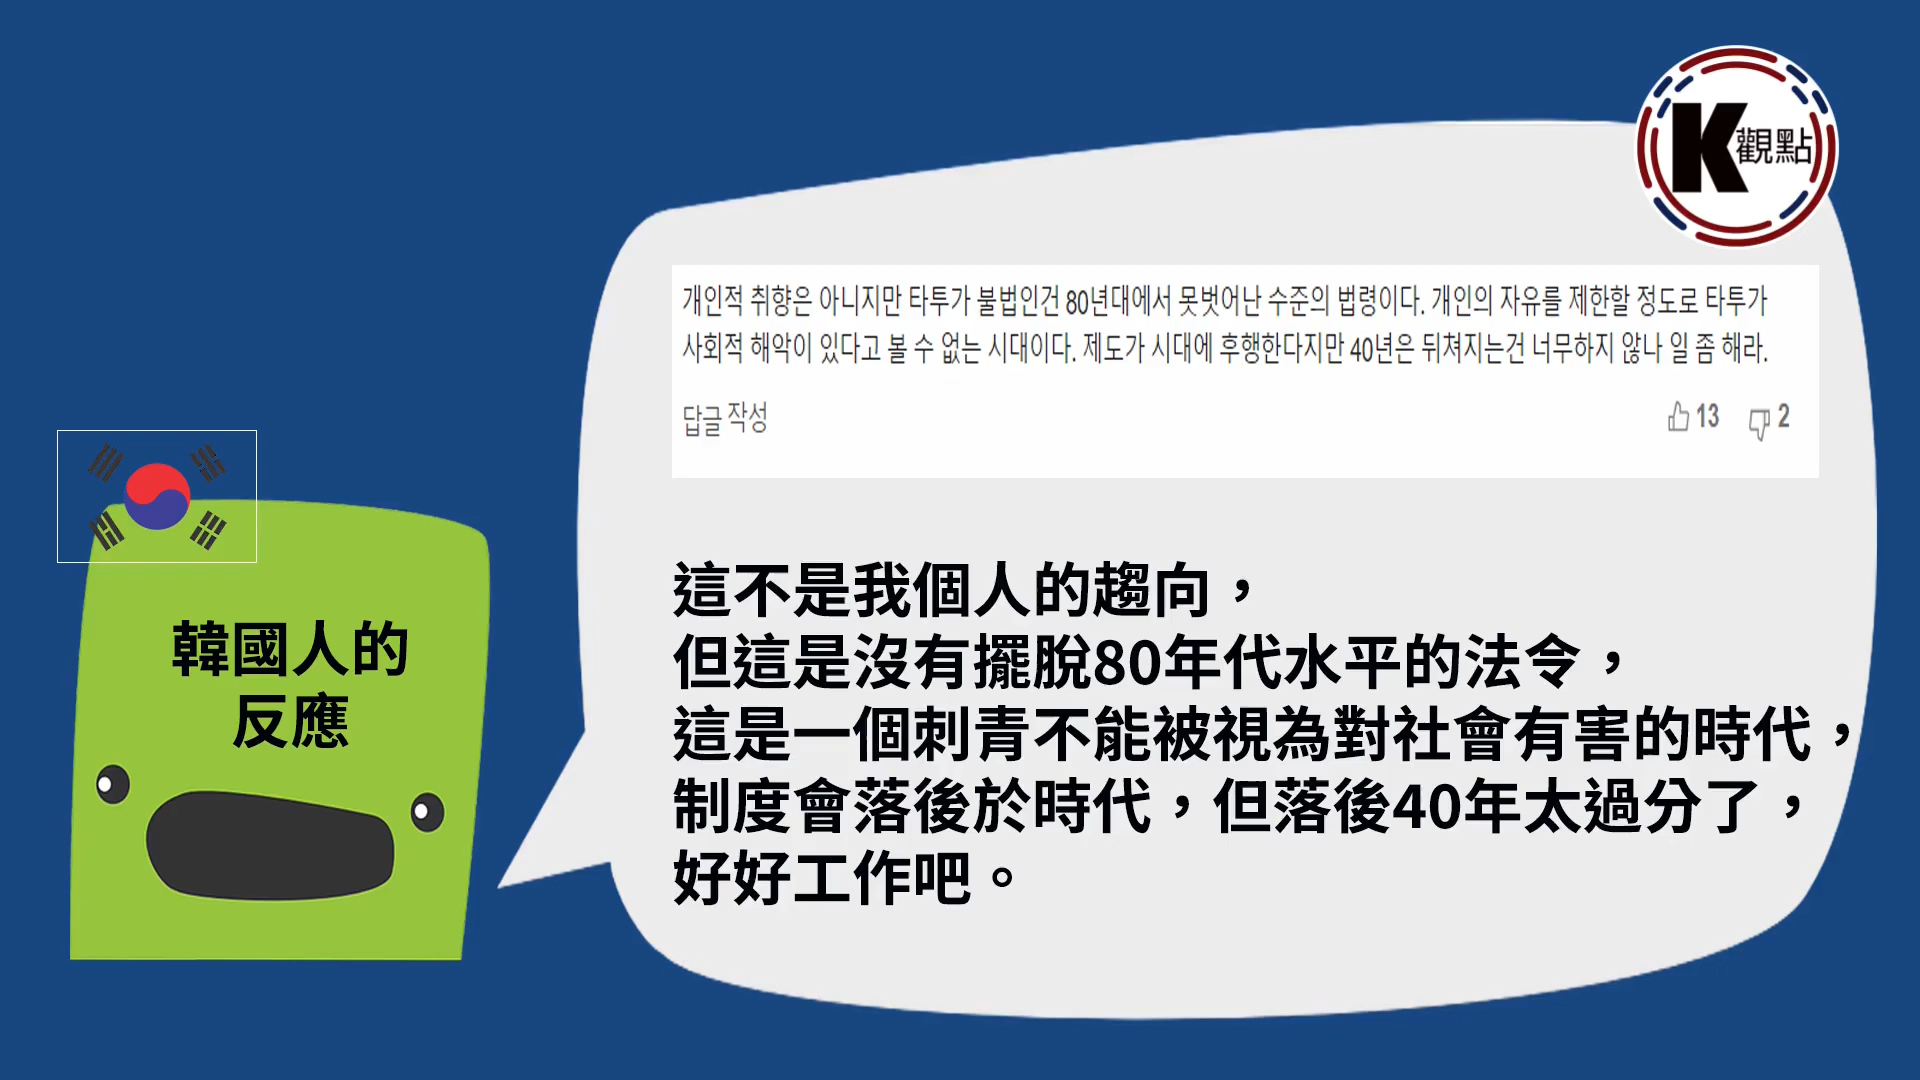 K觀點
개인적 취향은 아니지만 타투가 불법인건 80년대에서 못벗어난 수준의 법령이다. 개인의 자유를 제한할 정도로 타투가
사회적 해악이 있다고 볼 수 없는 시대이다. 제도가 시대에 후행한다지만 40년은 뒤쳐지는건 너무하지 않나 일 좀 해라.
답글 작성
13 2
韓國人的
反應
這不是我個人的趨向，
但這是沒有擺脫80年代水平的法令，
這是一個刺青不能被視為對社會有害的時代，
制度會落後於時代，但落後40年太過分了，
好好工作吧。